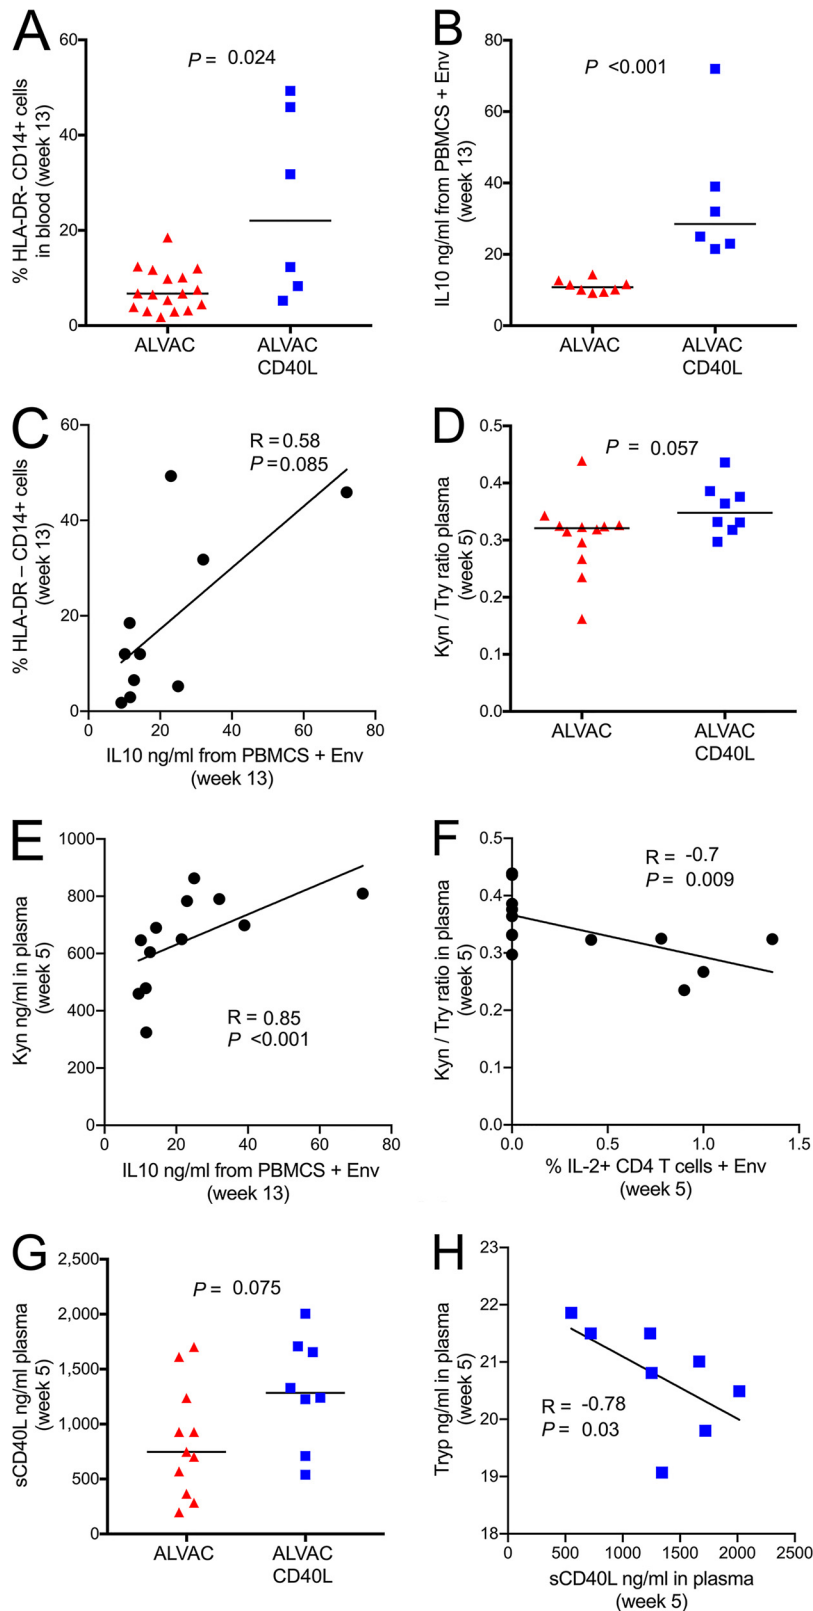 A
% HLA-DR- CD14+ cells
in blood (week 13)
60
40
20
0
P = 0.024
ALVAC
ALVAC
CD40L
B
IL10 ng/ml from PBMCS + Env
(week 13)
80
60
40
20
0
P <0.001
ALVAC
ALVAC
CD40L
C
% HLA-DR – CD14+ cells
(week 13)
60
40
20
0
R = 0.58
P=0.085
0 20 40 60 80
IL10 ng/ml from PBMCS + Env
(week 13)
D
Kyn / Try ratio plasma
(week 5)
0.5
0.4
0.3
0.2
0.1
0.0
P = 0.057
ALVAC
ALVAC
CD40L
E
Kyn ng/ml in plasma
(week 5)
1000
800
600
400
200
0
R = 0.85
P <0.001
0 20 40 60 80
IL10 ng/ml from PBMCS + Env
(week 13)
F
Kyn / Try ratio in plasma
(week 5)
0.5
0.4
0.3
0.2
0.1
0.0
R = -0.7
P = 0.009
0.0 0.5 1.0 1.5
% IL-2+ CD4 T cells + Env
(week 5)
G
sCD40L ng/ml plasma
(week 5)
2,500
2,000
1,500
1,000
500
0
P = 0.075
ALVAC
ALVAC
CD40L
H
Tryp ng/ml in plasma
(week 5)
23
22
21
20
19
18
R = -0.78
P = 0.03
0 500 1000 1500 2000 2500
sCD40L ng/ml in plasma
(week 5)